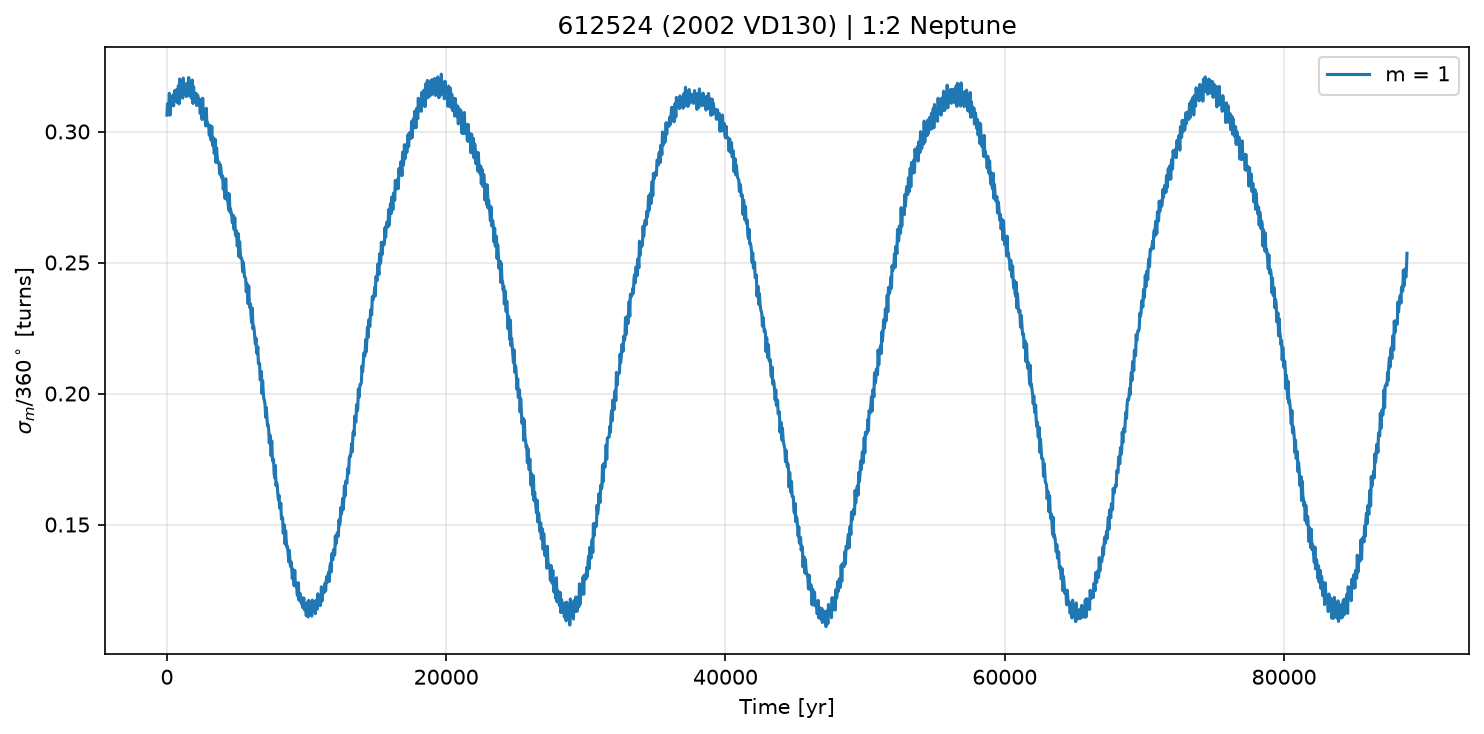 612524 (2002 VD130) | 1:2 Neptune
m = 1
σₘ/360° [turns]
0.30
0.25
0.20
0.15
0 20000 40000 60000 80000
Time [yr]